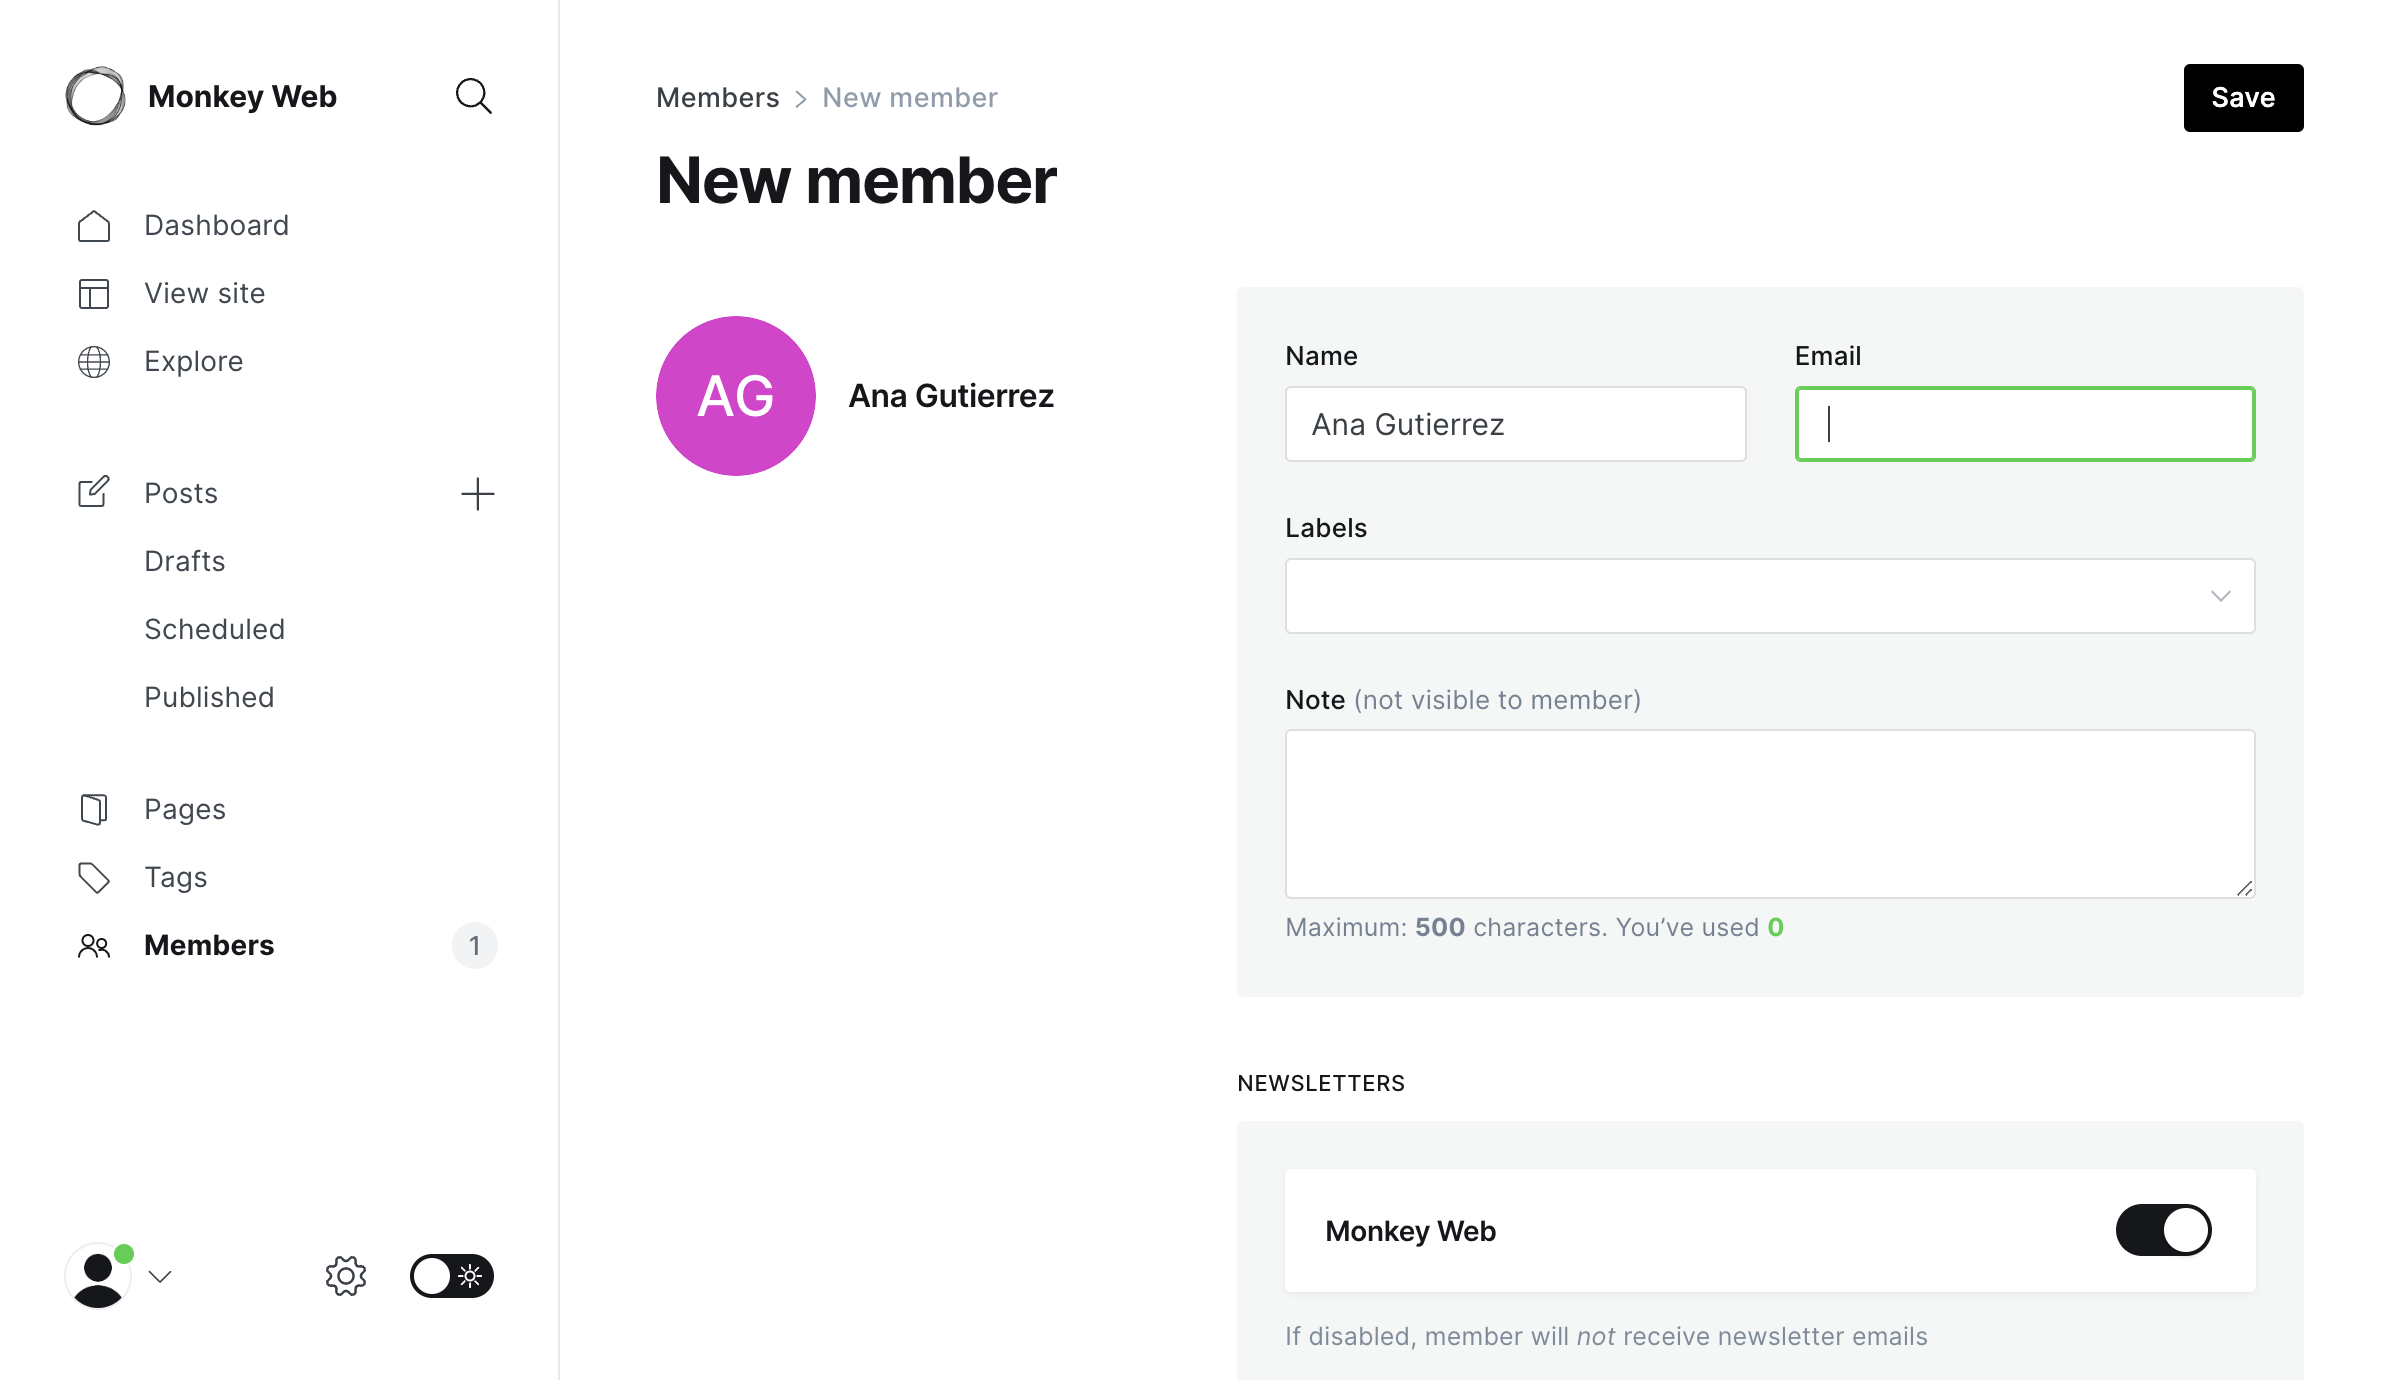 Monkey Web
Dashboard
View site
Explore
Posts
Drafts
Scheduled
Published
Pages
Tags
Members 1
Members > New member
Save
New member
AG
Ana Gutierrez
Name
Email
Ana Gutierrez
Labels
Note (not visible to member)
Maximum: 500 characters. You’ve used 0
NEWSLETTERS
Monkey Web
If disabled, member will not receive newsletter emails